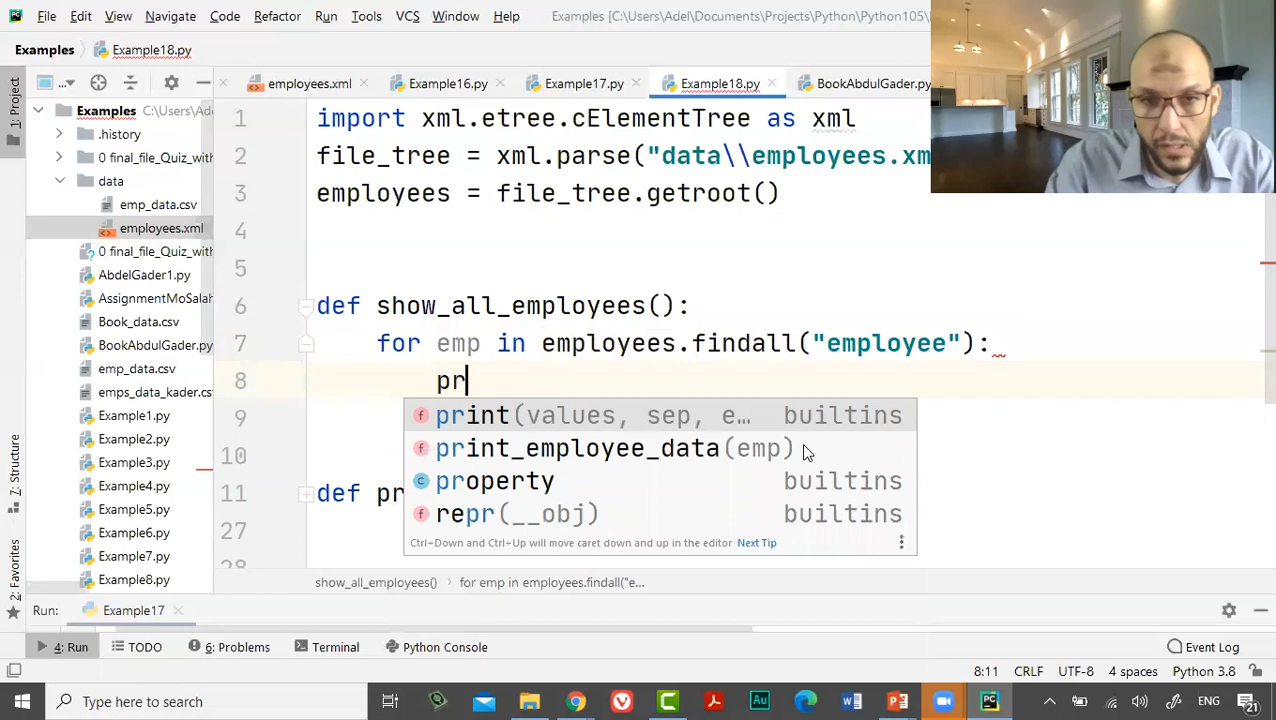 File Edit View Navigate Code Refactor Run Tools VCS Window Help Examples [C:\Users\Adel\Documents\Projects\Python\Python105\
Examples Example18.py
1: Project
employees.xml Example16.py Example17.py Example18.py BookAbdulGader.py
Examples C:\Users\Ade
.history
0 final_file_Quiz_with
data
emp_data.csv
employees.xml
0 final_file_Quiz_with
AbdelGader1.py
AssignmentMoSalah
Book_data.csv
BookAbdulGader.py
emp_data.csv
emps_data_kader.cs
Example1.py
Example2.py
Example3.py
Example4.py
Example5.py
Example6.py
Example7.py
Example8.py
1 import xml.etree.cElementTree as xml
2 file_tree = xml.parse("data\\employees.xm
3 employees = file_tree.getroot()
4
5
6 def show_all_employees():
7 for emp in employees.findall("employee"):
8 pr
9
10
11 def pr
27
28
print(values, sep, e... builtins
print_employee_data(emp)
property builtins
repr(__obj) builtins
Ctrl+Down and Ctrl+Up will move caret down and up in the editor Next Tip
show_all_employees() for emp in employees.findall("e...
7: Structure
2: Favorites
Run: Example17
4: Run TODO 6: Problems Terminal Python Console Event Log
8:11 CRLF UTF-8 4 spaces Python 3.8
Type here to search
ENG
21